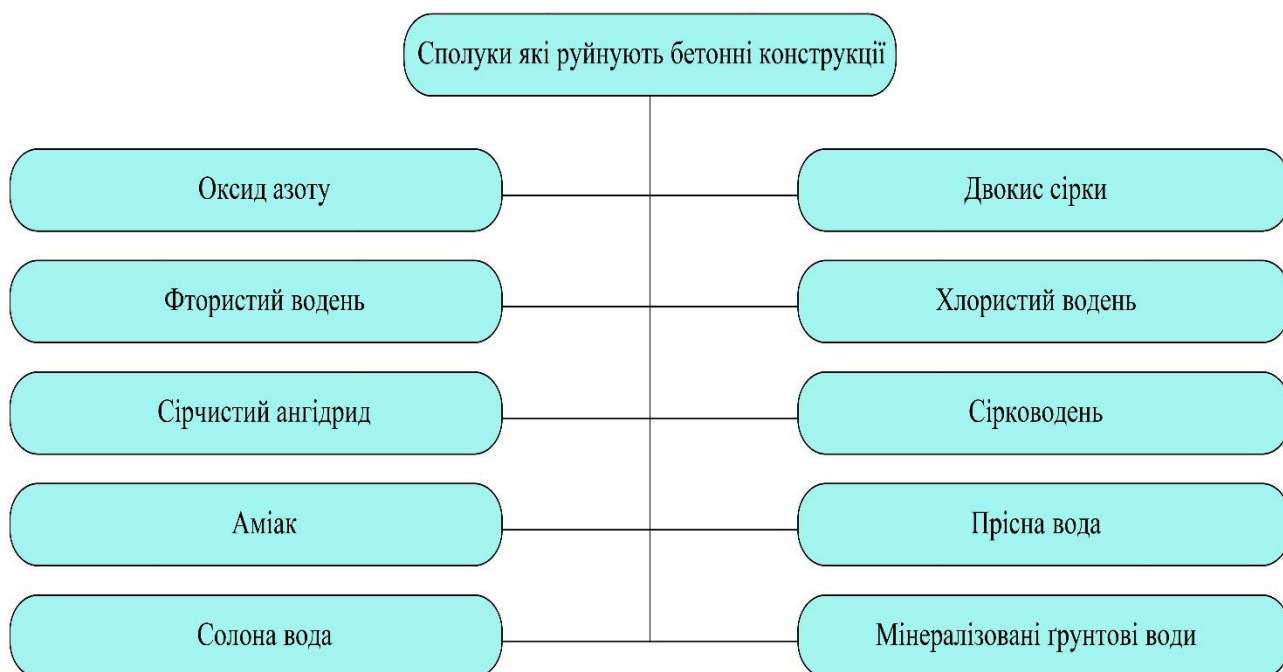 Сполуки які руйнують бетонні конструкції
Оксид азоту
Двокис сірки
Фтористий водень
Хлористий водень
Сірчистий ангідрид
Сірководень
Аміак
Прісна вода
Солона вода
Мінералізовані ґрунтові води